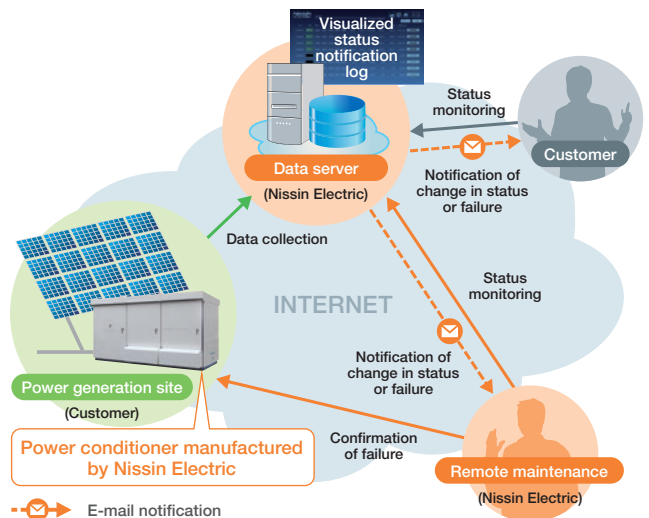 Visualized
status
notification
log
Status
monitoring
Customer
Data server
(Nissin Electric)
Notification of
change in status
or failure
Data collection
INTERNET
Status
monitoring
Notification of
change in status
or failure
Power generation site
(Customer)
Power conditioner manufactured
by Nissin Electric
Confirmation
of failure
Remote maintenance
(Nissin Electric)
E-mail notification